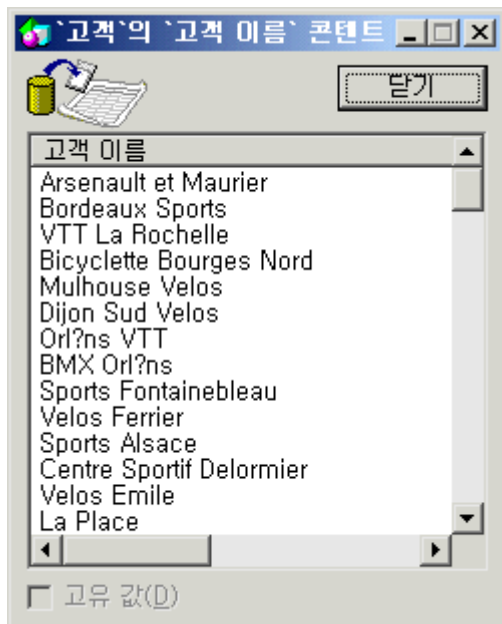 `고객`의 `고객 이름` 콘텐트
닫기
고객 이름
Arsenault et Maurier
Bordeaux Sports
VTT La Rochelle
Bicyclette Bourges Nord
Mulhouse Velos
Dijon Sud Velos
Orl?ns VTT
BMX Orl?ns
Sports Fontainebleau
Velos Ferrier
Sports Alsace
Centre Sportif Delormier
Velos Emile
La Place
고유 값(D)